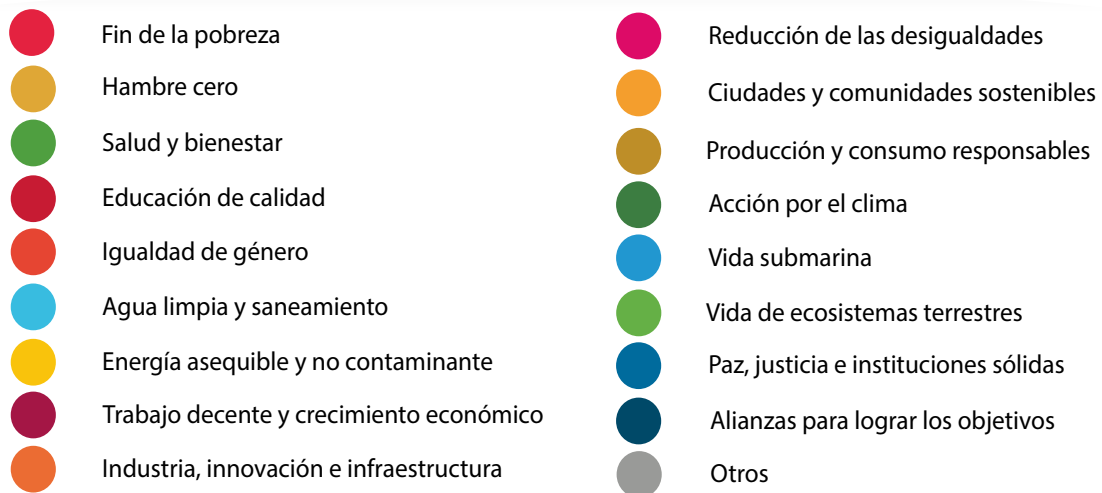 Fin de la pobreza
Hambre cero
Salud y bienestar
Educación de calidad
Igualdad de género
Agua limpia y saneamiento
Energía asequible y no contaminante
Trabajo decente y crecimiento económico
Industria, innovación e infraestructura
Reducción de las desigualdades
Ciudades y comunidades sostenibles
Producción y consumo responsables
Acción por el clima
Vida submarina
Vida de ecosistemas terrestres
Paz, justicia e instituciones sólidas
Alianzas para lograr los objetivos
Otros